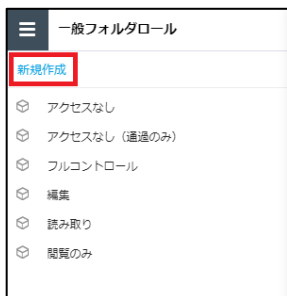 一般フォルダロール
新規作成
アクセスなし
アクセスなし（通過のみ）
フルコントロール
編集
読み取り
閲覧のみ